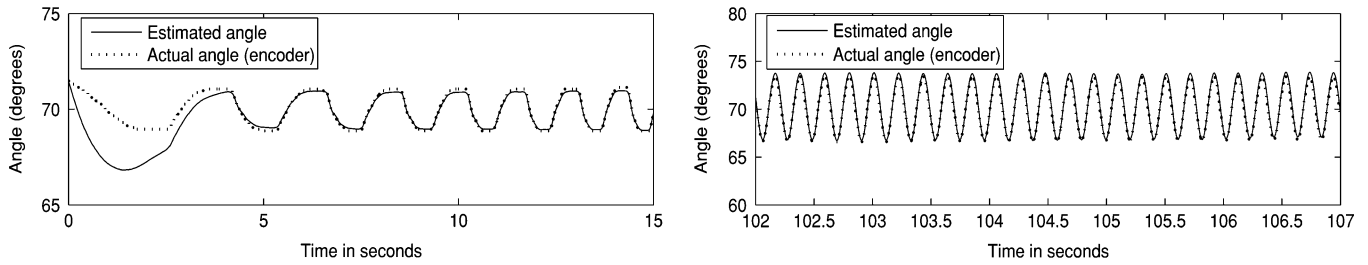 75
70
65
Angle (degrees)
Estimated angle
Actual angle (encoder)
0 5 10 15
Time in seconds
80
75
70
65
60
Angle (degrees)
Estimated angle
Actual angle (encoder)
102 102.5 103 103.5 104 104.5 105 105.5 106 106.5 107
Time in seconds